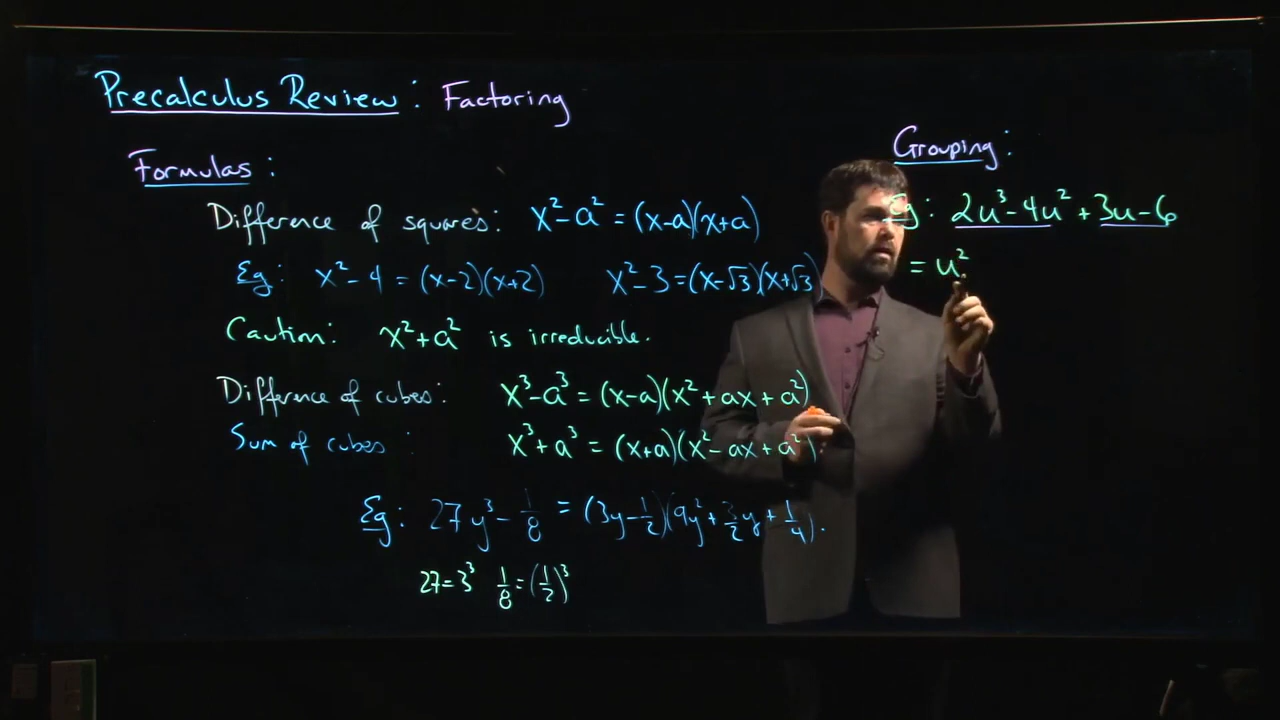 Precalculus Review: Factoring
Formulas:
Difference of squares: x²-a² = (x-a)(x+a)
Eg: x²-4 = (x-2)(x+2) x²-3 = (x-√3)(x+√3)
Caution: x²+a² is irreducible.
Difference of cubes: x³-a³ = (x-a)(x²+ax+a²)
Sum of cubes: x³+a³ = (x+a)(x²-ax+a²).
Eg: 27y³-1/8 = (3y-1/2)(9y²+3/2y+1/4).
27=3³ 1/8=(1/2)³
Grouping:
Eg: 2u³-4u²+3u-6
= u²